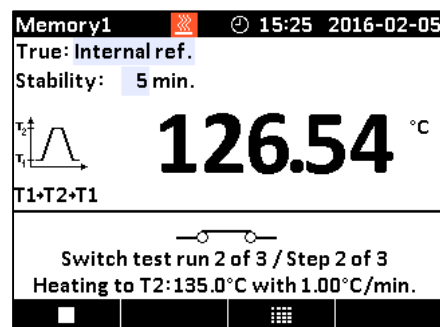 Memory1 15:25 2016-02-05
True: Internal ref.
Stability: 5 min.
T2
T1
126.54 °C
T1→T2→T1
Switch test run 2 of 3 / Step 2 of 3
Heating to T2:135.0°C with 1.00°C/min.